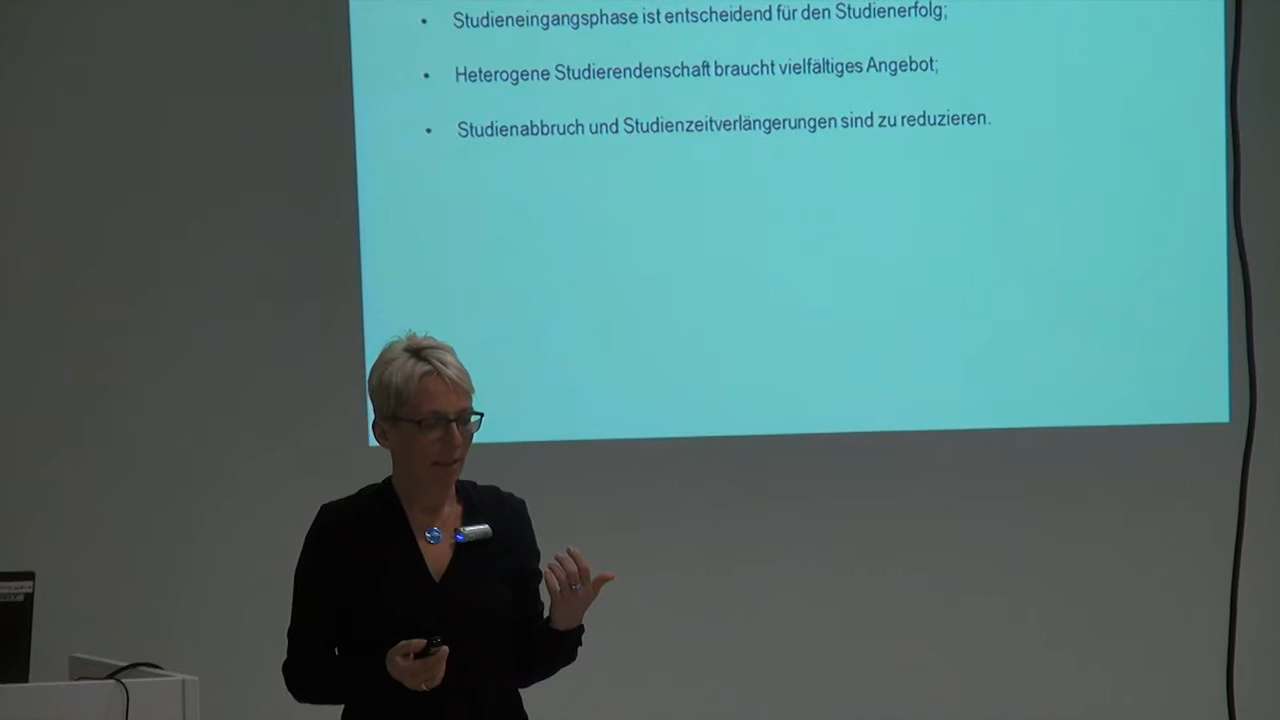 • Studieneingangsphase ist entscheidend für den Studienerfolg;
• Heterogene Studierendenschaft braucht vielfältiges Angebot;
• Studienabbruch und Studienzeitverlängerungen sind zu reduzieren.